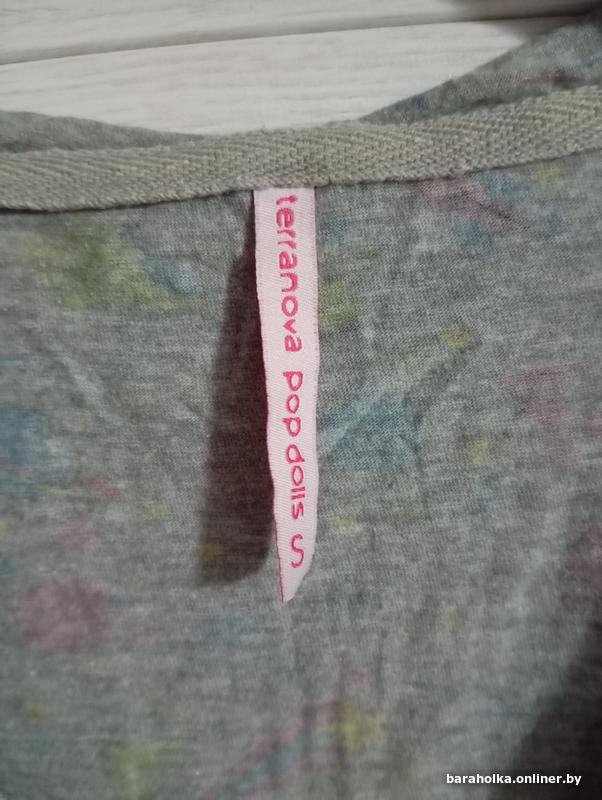 terranova pop dolls S
baraholka.onliner.by